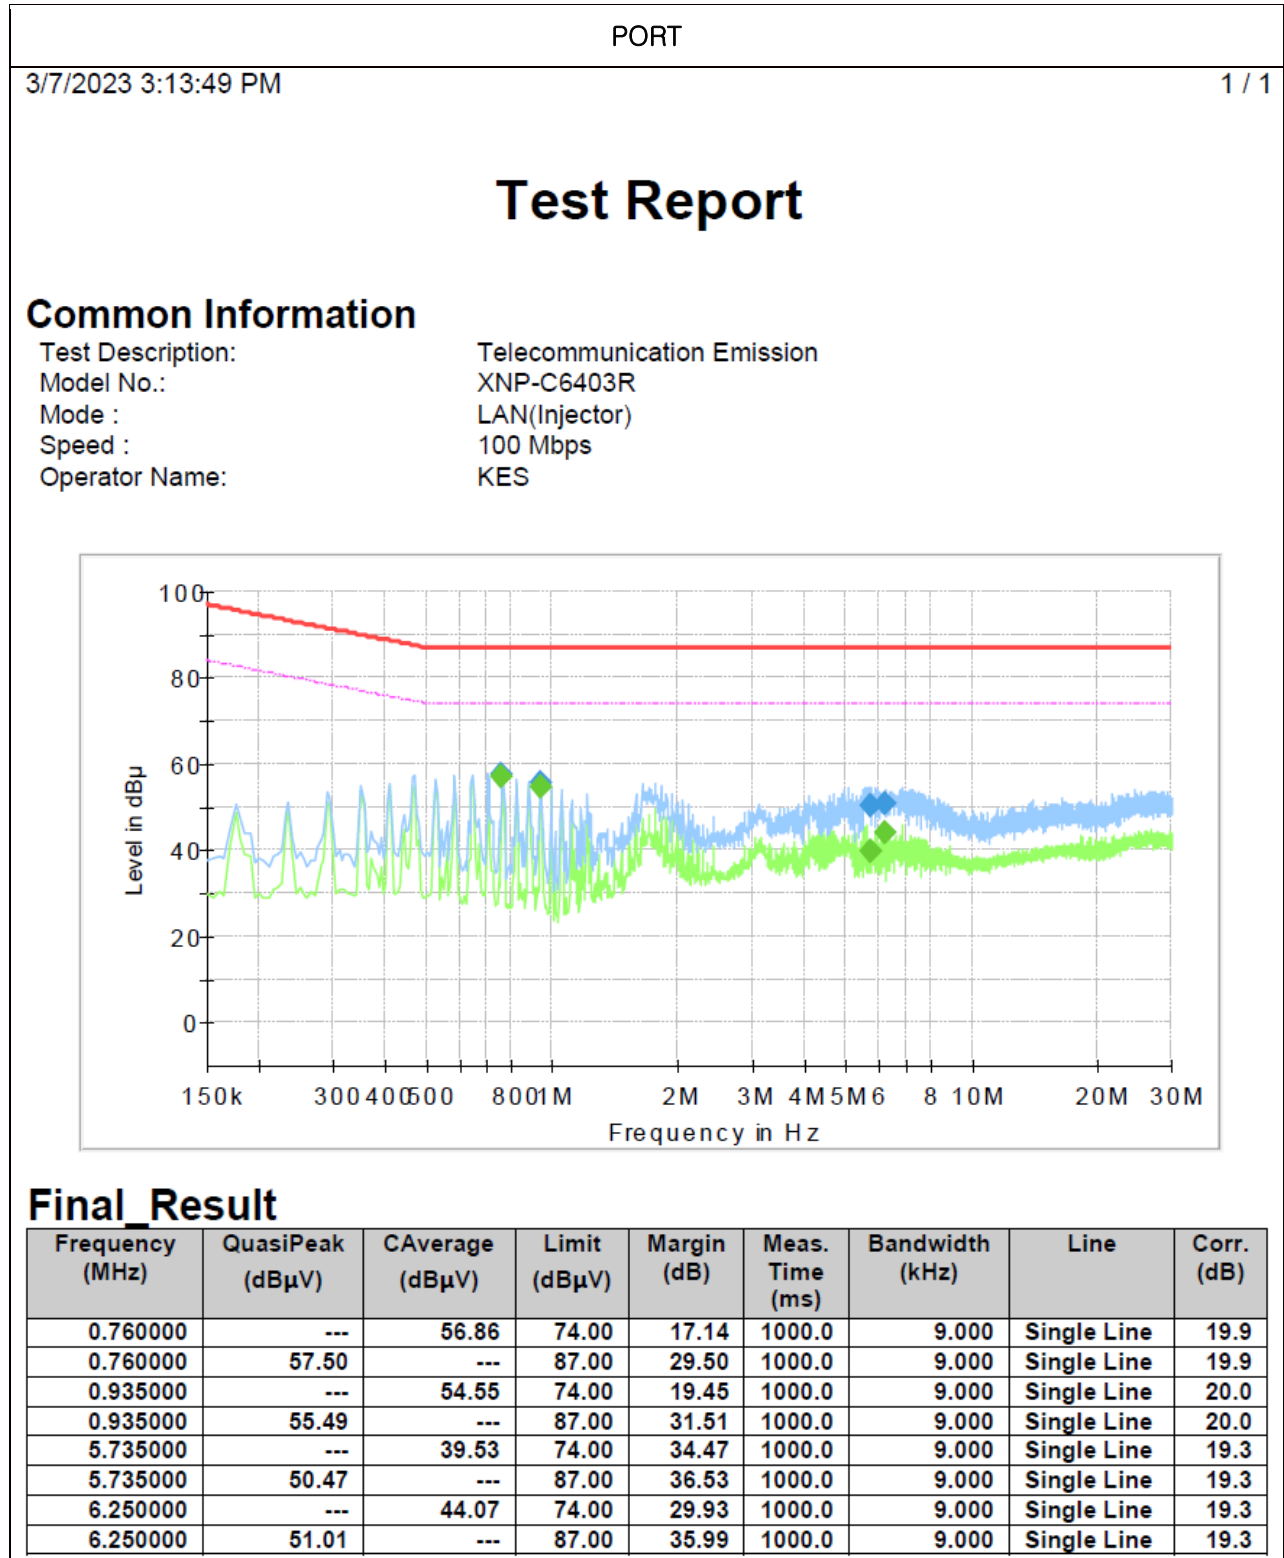 PORT
3/7/2023 3:13:49 PM 1 / 1
Test Report
Common Information
Test Description: Telecommunication Emission
Model No.: XNP-C6403R
Mode : LAN(Injector)
Speed : 100 Mbps
Operator Name: KES
100
80
60
40
20
0
Level in dBµ
150k 300 400 500 800 1M 2M 3M 4M 5M 6 8 10M 20M 30M
Frequency in Hz
Final_Result
Frequency (MHz) QuasiPeak (dBµV) CAverage (dBµV) Limit (dBµV) Margin (dB) Meas. Time (ms) Bandwidth (kHz) Line Corr. (dB)
0.760000 --- 56.86 74.00 17.14 1000.0 9.000 Single Line 19.9
0.760000 57.50 --- 87.00 29.50 1000.0 9.000 Single Line 19.9
0.935000 --- 54.55 74.00 19.45 1000.0 9.000 Single Line 20.0
0.935000 55.49 --- 87.00 31.51 1000.0 9.000 Single Line 20.0
5.735000 --- 39.53 74.00 34.47 1000.0 9.000 Single Line 19.3
5.735000 50.47 --- 87.00 36.53 1000.0 9.000 Single Line 19.3
6.250000 --- 44.07 74.00 29.93 1000.0 9.000 Single Line 19.3
6.250000 51.01 --- 87.00 35.99 1000.0 9.000 Single Line 19.3